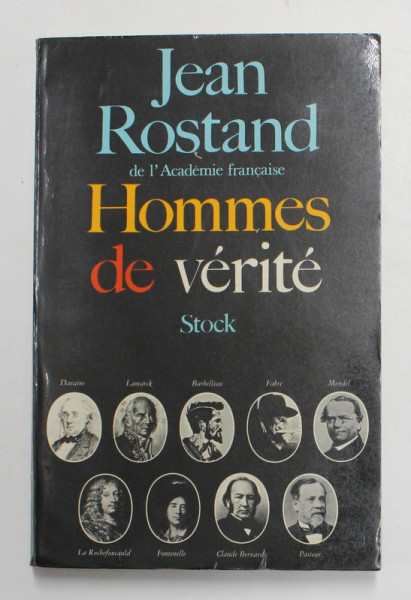 Jean
Rostand
de l'Académie française
Hommes
de vérité
Stock
Davaine Lamarck Barbellion Fabre Mendel
La Rochefoucauld Fontenelle Claude Bernard Pasteur